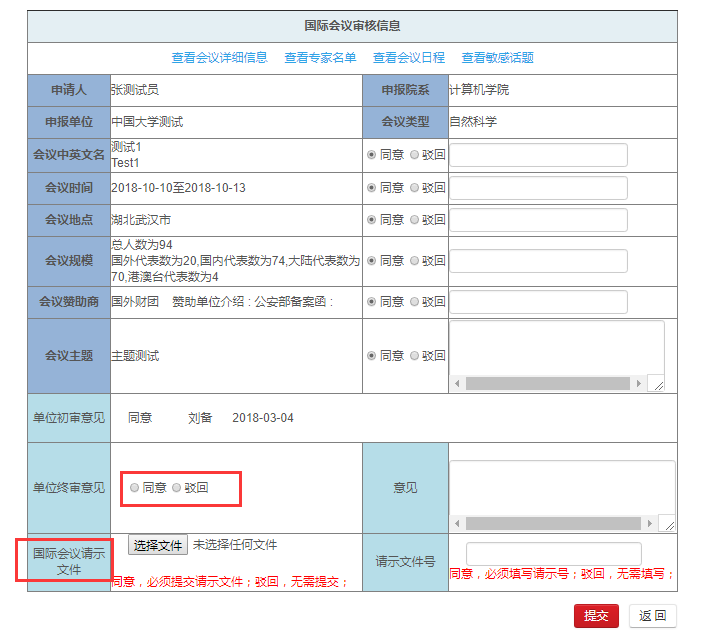 国际会议审核信息
查看会议详细信息 查看专家名单 查看会议日程 查看敏感话题
申请人 张测试员 申报院系 计算机学院
申报单位 中国大学测试 会议类型 自然科学
会议中英文名 测试1 同意 驳回
Test1
会议时间 2018-10-10至2018-10-13 同意 驳回
会议地点 湖北武汉市 同意 驳回
会议规模 总人数为94 同意 驳回
国外代表数为20,国内代表数为74,大陆代表数为
70,港澳台代表数为4
会议赞助商 国外财团 赞助单位介绍 : 公安部备案函 : 同意 驳回
会议主题 主题测试 同意 驳回
单位初审意见 同意 刘备 2018-03-04
单位终审意见 同意 驳回 意见
国际会议请示 选择文件 未选择任何文件 请示文件号
文件
同意，必须提交请示文件；驳回，无需提交； 同意，必须填写请示号；驳回，无需填写；
提交 返 回